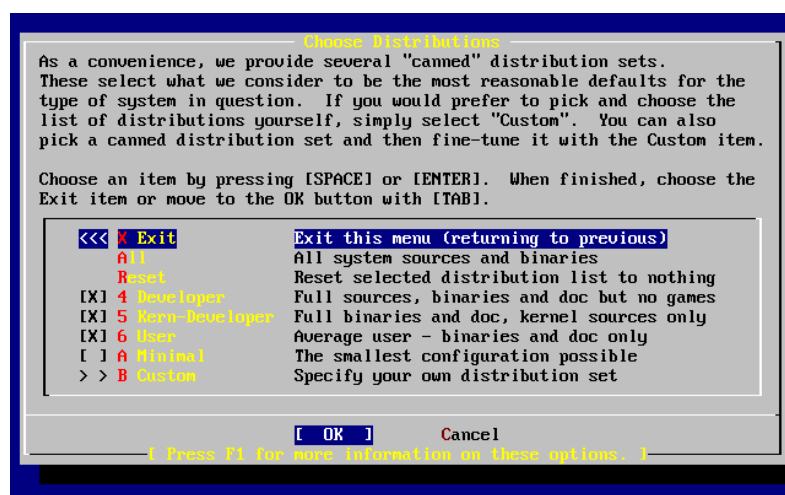 Choose Distributions
As a convenience, we provide several "canned" distribution sets.
These select what we consider to be the most reasonable defaults for the
type of system in question.  If you would prefer to pick and choose the
list of distributions yourself, simply select "Custom".  You can also
pick a canned distribution set and then fine-tune it with the Custom item.
Choose an item by pressing [SPACE] or [ENTER].  When finished, choose the
Exit item or move to the OK button with [TAB].
<<< X Exit Exit this menu (returning to previous)
All All system sources and binaries
Reset Reset selected distribution list to nothing
[X] 4 Developer Full sources, binaries and doc but no games
[X] 5 Kern-Developer Full binaries and doc, kernel sources only
[X] 6 User Average user - binaries and doc only
[ ] A Minimal The smallest configuration possible
> > B Custom Specify your own distribution set
[ OK ] Cancel
[ Press F1 for more information on these options. ]